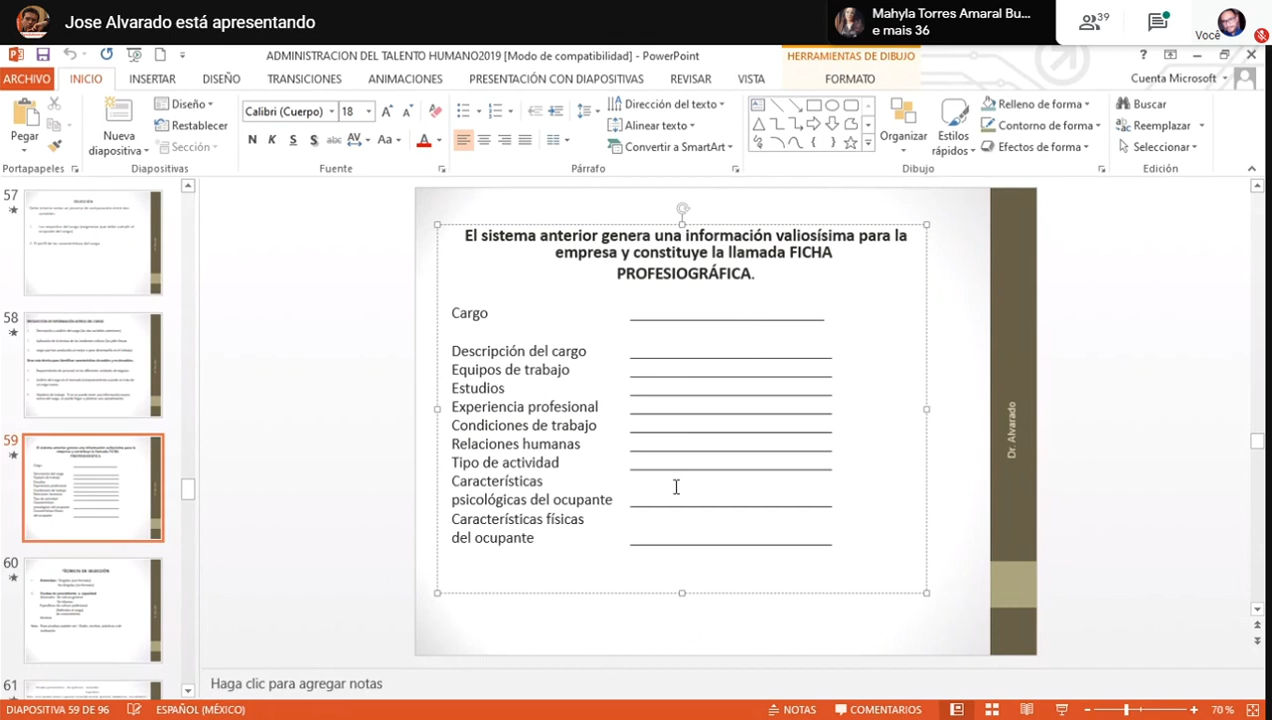 Jose Alvarado está apresentando
Mahyla Torres Amaral Bu...
e mais 36
39
Você
ADMINISTRACION DEL TALENTO HUMANO2019 [Modo de compatibilidad] - PowerPoint
HERRAMIENTAS DE DIBUJO
ARCHIVO INICIO INSERTAR DISEÑO TRANSICIONES ANIMACIONES PRESENTACIÓN CON DIAPOSITIVAS REVISAR VISTA FORMATO
Cuenta Microsoft
Pegar
Nueva
diapositiva
Diseño
Restablecer
Sección
Calibri (Cuerpo) 18
N K S S abc AV Aa A
Dirección del texto
Alinear texto
Convertir a SmartArt
Organizar
Estilos
rápidos
Relleno de forma
Contorno de forma
Efectos de forma
Buscar
Reemplazar
Seleccionar
Portapapeles Diapositivas Fuente Párrafo Dibujo Edición
57
58
59
60
TÉCNICAS DE SELECCIÓN
61
El sistema anterior genera una información valiosísima para la
empresa y constituye la llamada FICHA
PROFESIOGRÁFICA.
Cargo
Descripción del cargo
Equipos de trabajo
Estudios
Experiencia profesional
Condiciones de trabajo
Relaciones humanas
Tipo de actividad
Características
psicológicas del ocupante
Características físicas
del ocupante
Dr. Alvarado
Haga clic para agregar notas
DIAPOSITIVA 59 DE 96 ESPAÑOL (MÉXICO) NOTAS COMENTARIOS 70 %